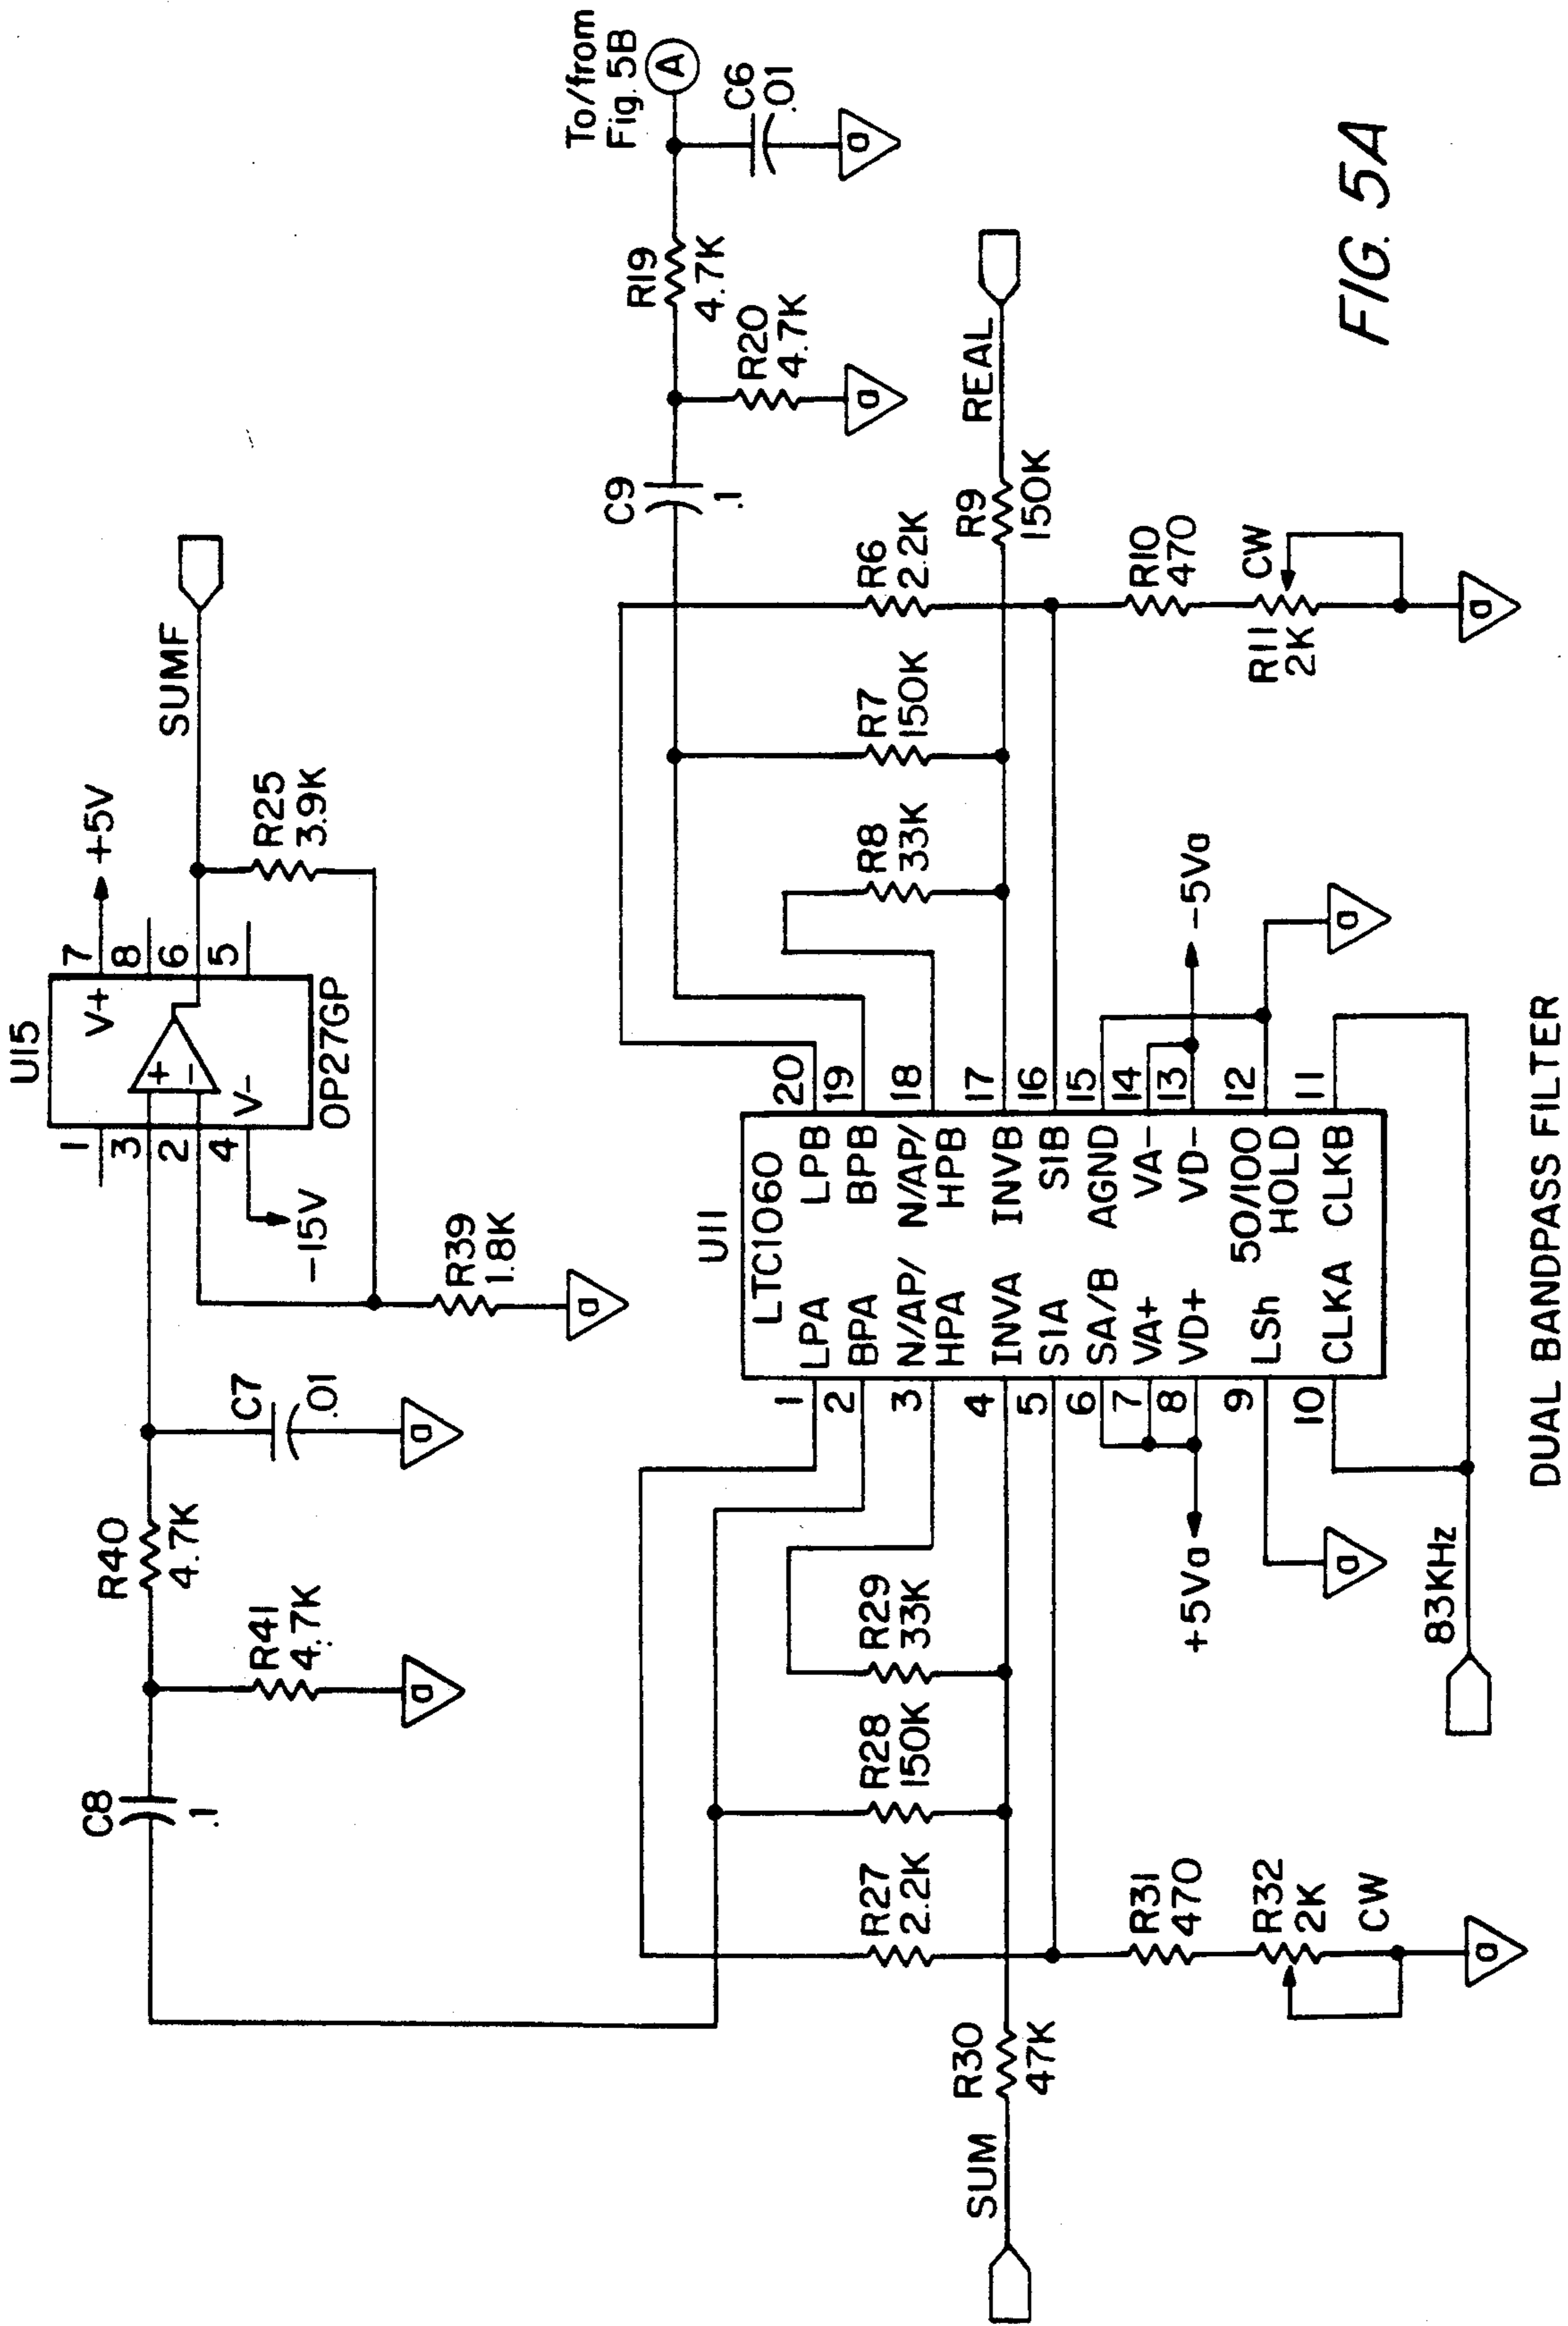 U15
OP27GP
1
3
2
4
V-
V+
7
8
6
5
+
−
+5V
-15V
SUMF
R25
3.9K
R39
1.8K
a
C7
.01
a
R40
4.7K
R41
4.7K
a
C8
.1
To/from
Fig. 5B
A
C6
.01
a
R19
4.7K
R20
4.7K
a
C9
.1
REAL
R9
150K
R6
2.2K
R7
150K
R8
33K
R10
470
R11
2K
CW
a
U11
LTC1060
1 LPA LPB 20
2 BPA BPB 19
3 N/AP/ N/AP/ 18
HPA HPB
4 INVA INVB 17
5 S1A S1B 16
6 SA/B AGND 15
7 VA+ VA- 14
8 VD+ VD- 13
9 LSh 50/100 12
HOLD
10 CLKA CLKB 11
-5Va
a
+5Va
a
83KHz
R29
33K
R28
150K
R27
2.2K
R30
47K
SUM
R31
470
R32
2K
CW
a
DUAL BANDPASS FILTER
FIG. 5A